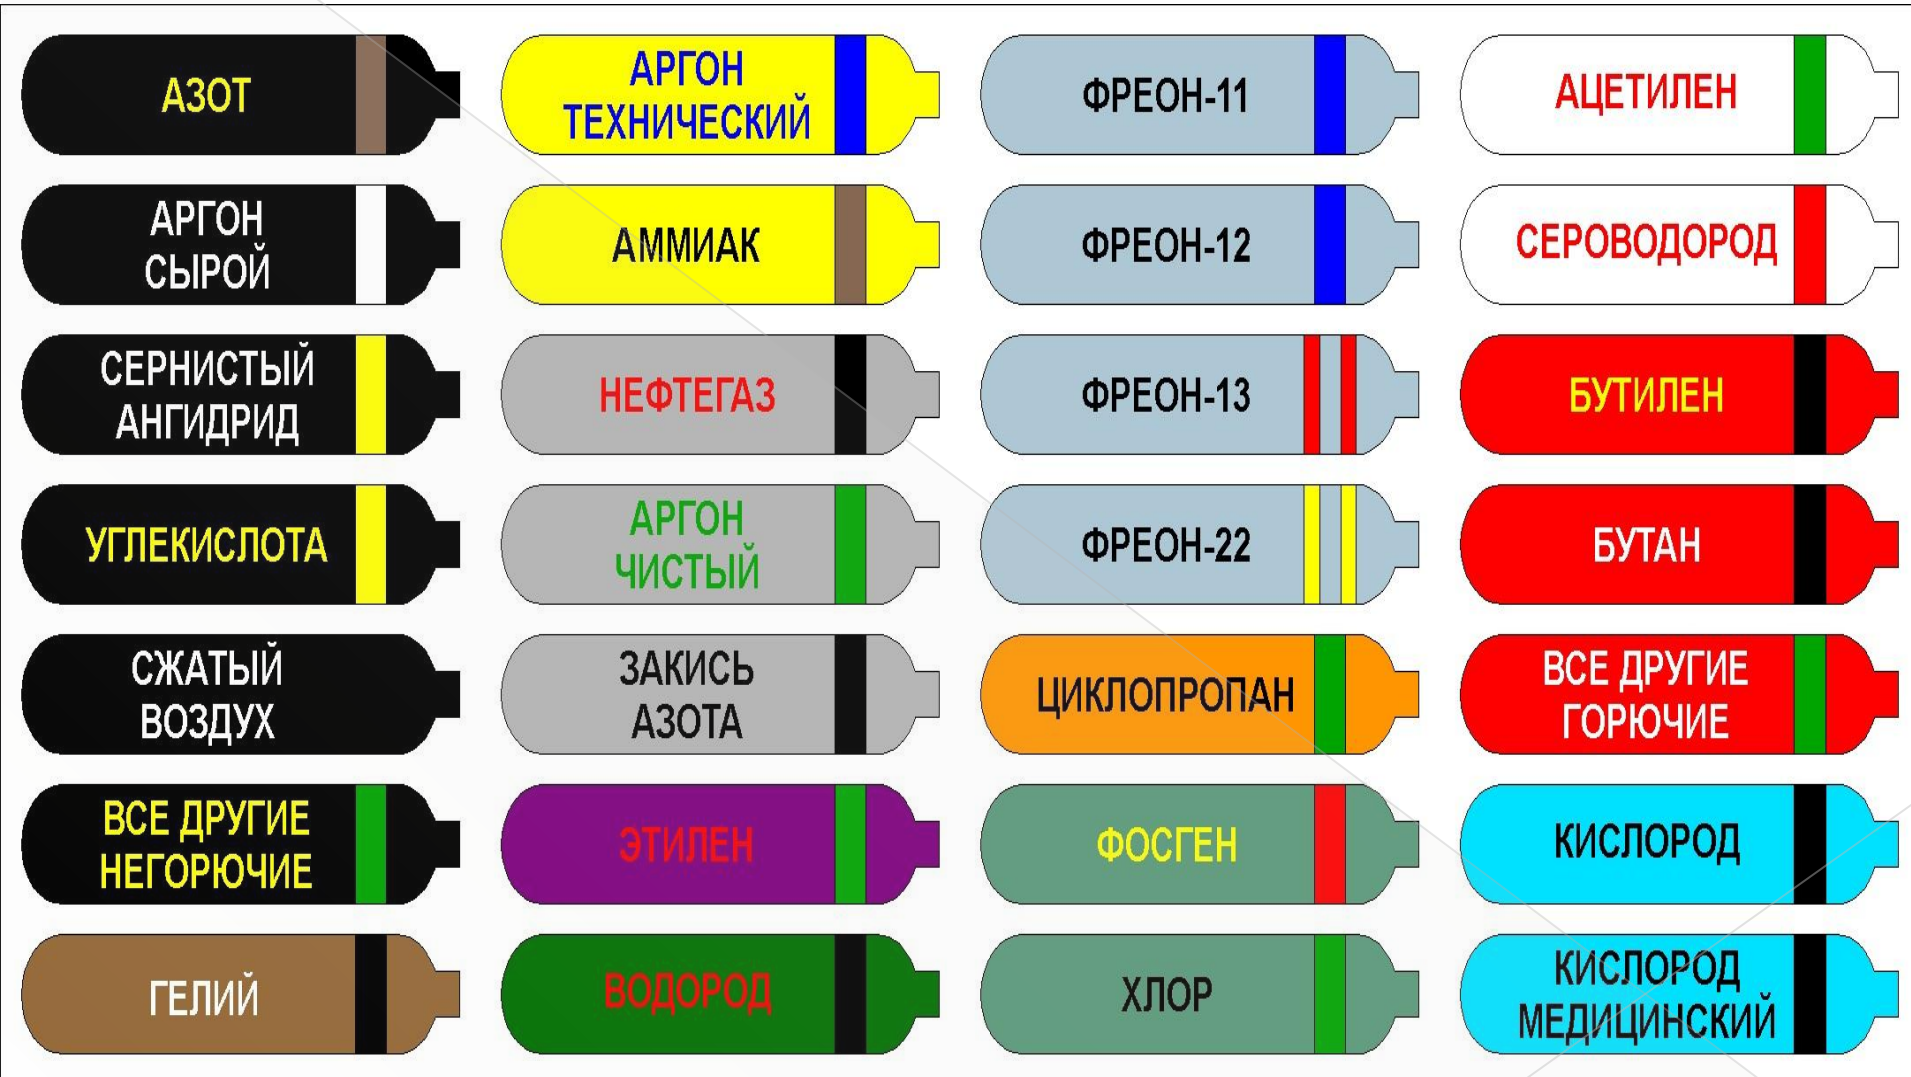 АЗОТ
АРГОН
ТЕХНИЧЕСКИЙ
ФРЕОН-11
АЦЕТИЛЕН
АРГОН
СЫРОЙ
АММИАК
ФРЕОН-12
СЕРОВОДОРОД
СЕРНИСТЫЙ
АНГИДРИД
НЕФТЕГАЗ
ФРЕОН-13
БУТИЛЕН
УГЛЕКИСЛОТА
АРГОН
ЧИСТЫЙ
ФРЕОН-22
БУТАН
СЖАТЫЙ
ВОЗДУХ
ЗАКИСЬ
АЗОТА
ЦИКЛОПРОПАН
ВСЕ ДРУГИЕ
ГОРЮЧИЕ
ВСЕ ДРУГИЕ
НЕГОРЮЧИЕ
ЭТИЛЕН
ФОСГЕН
КИСЛОРОД
ГЕЛИЙ
ВОДОРОД
ХЛОР
КИСЛОРОД
МЕДИЦИНСКИЙ